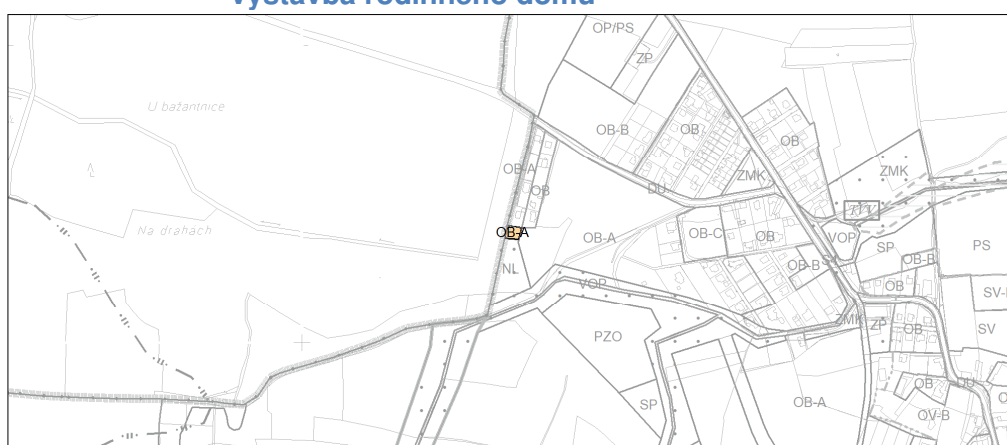 výstavba rodinného domu
OP/PS
ZP
U bažantnice
OB-B
OB
OB
OB-A
ZMK
ZMK
OB
DU
TTV
Na drahách
OB-A
OB-A
OB-C
OB
VOP
SP
PS
OB-B
OB-B
NL
VOP
OB
SV-
ZMK
ZP
OB
SV
PZO
SP
OB-A
OB
DU
OV-B